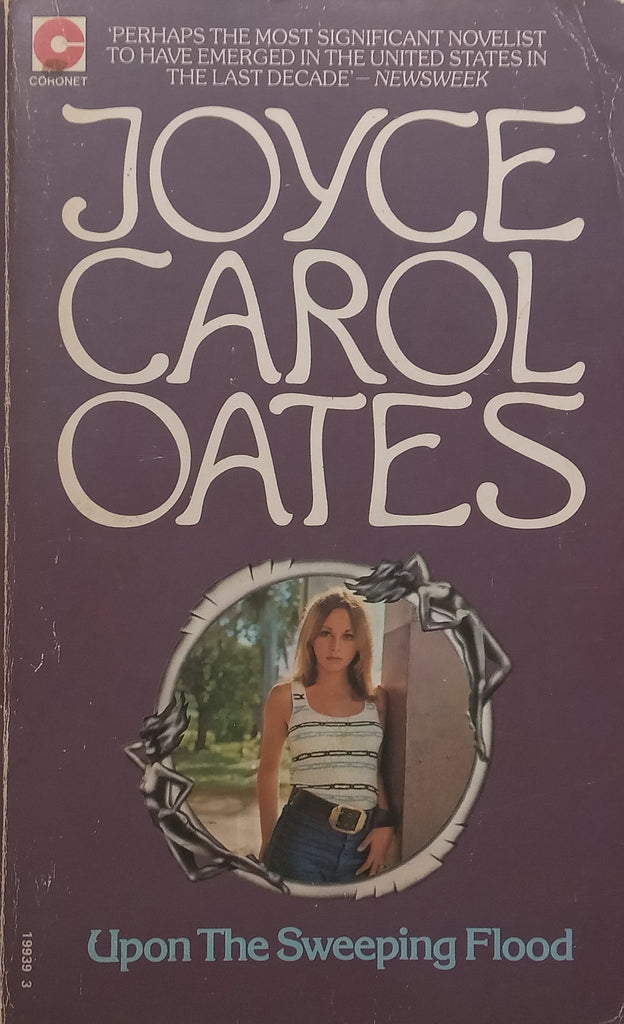 CORONET
'PERHAPS THE MOST SIGNIFICANT NOVELIST
TO HAVE EMERGED IN THE UNITED STATES IN
THE LAST DECADE' — NEWSWEEK
JOYCE
CAROL
OATES
Upon The Sweeping Flood
19939 3